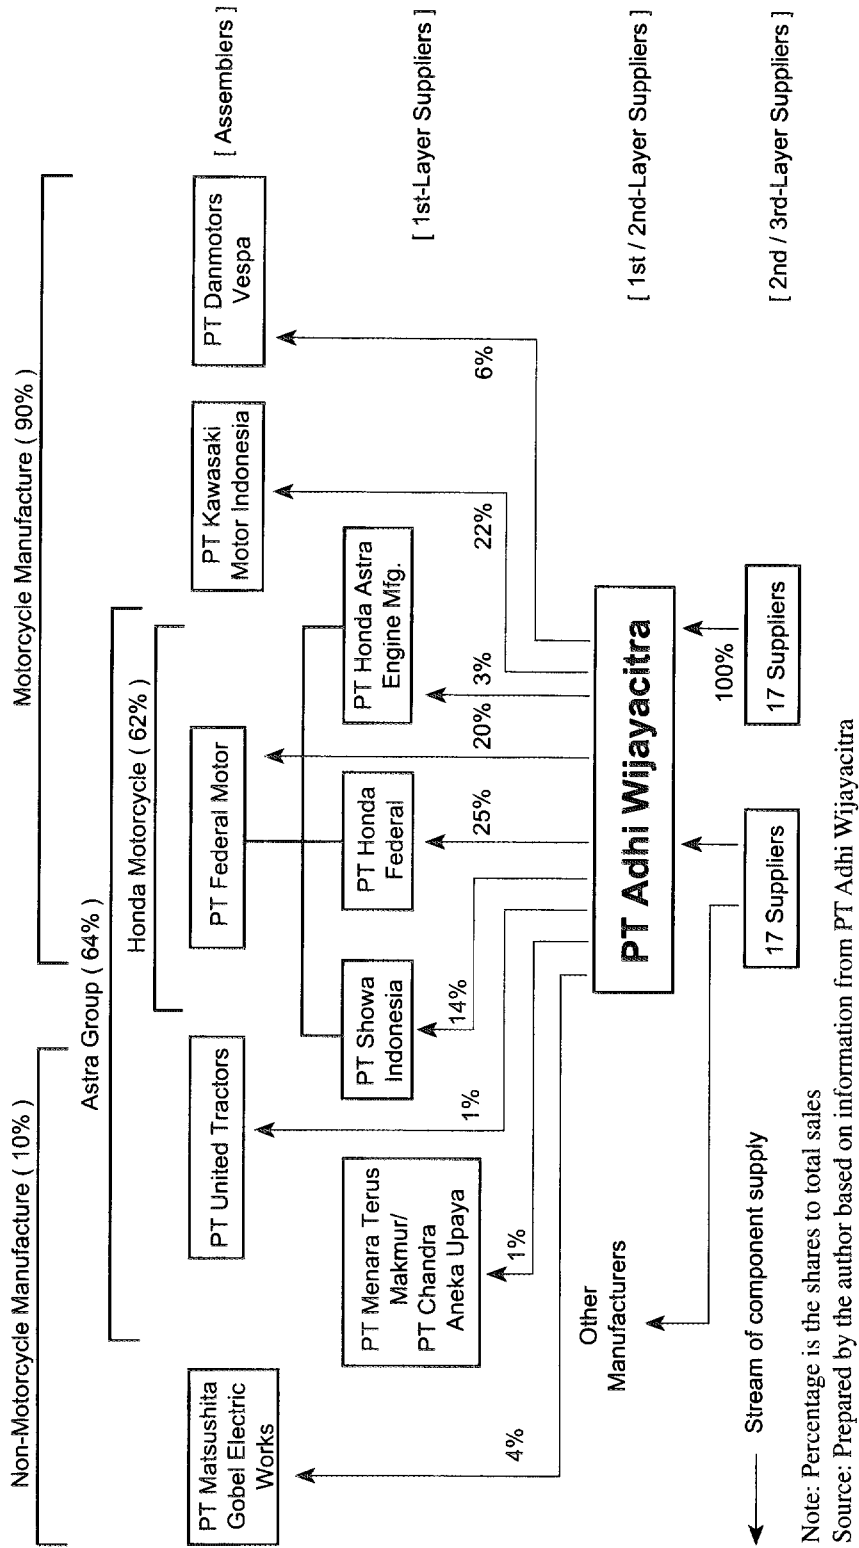 Non-Motorcycle Manufacture ( 10% )
Motorcycle Manufacture ( 90% )
Astra Group ( 64% )
Honda Motorcycle ( 62% )
PT Matsushita
Gobel Electric
Works
PT United Tractors
PT Federal Motor
PT Kawasaki
Motor Indonesia
PT Danmotors
Vespa
[ Assemblers ]
PT Menara Terus
Makmur/
PT Chandra
Aneka Upaya
PT Showa
Indonesia
PT Honda
Federal
PT Honda Astra
Engine Mfg.
[ 1st-Layer Suppliers ]
4%
1%
1%
14%
25%
20%
3%
22%
6%
Other
Manufacturers
PT Adhi Wijayacitra
[ 1st / 2nd-Layer Suppliers ]
100%
17 Suppliers
17 Suppliers
[ 2nd / 3rd-Layer Suppliers ]
Stream of component supply
Note: Percentage is the shares to total sales
Source: Prepared by the author based on information from PT Adhi Wijayacitra